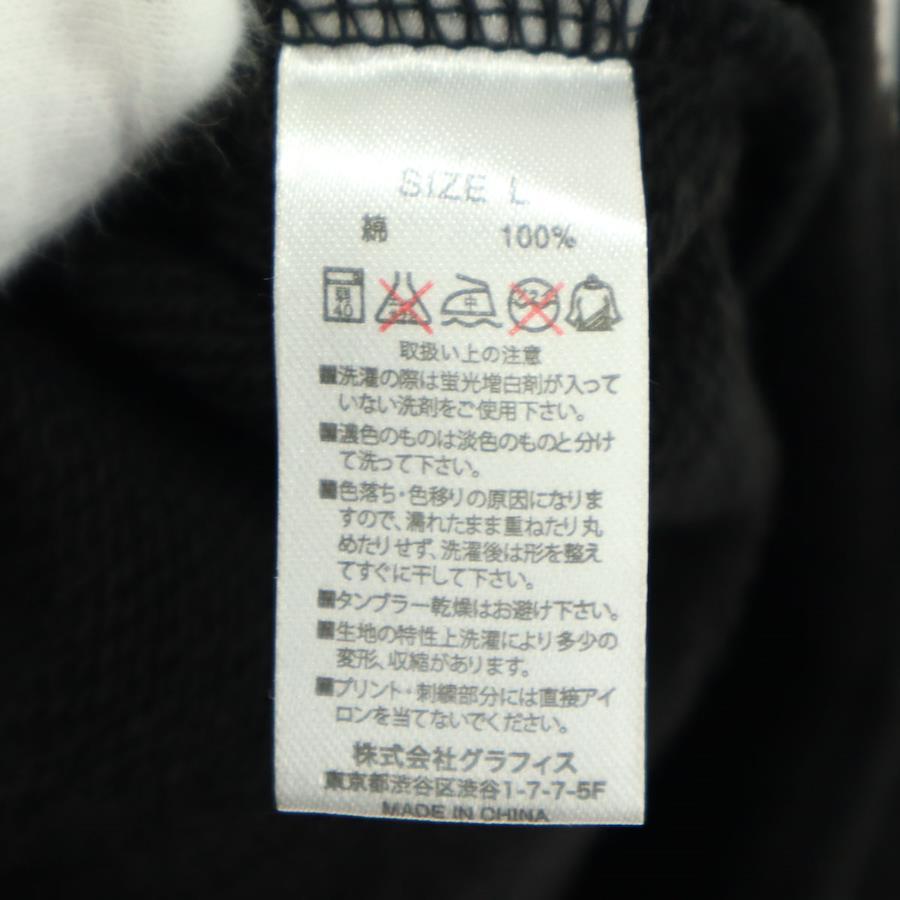 SIZE L
綿 100%
弱 40 中
取扱い上の注意
■洗濯の際は蛍光増白剤が入って
いない洗剤をご使用下さい。
■濃色のものは淡色のものと分け
て洗って下さい。
■色落ち・色移りの原因になりま
すので、濡れたまま重ねたり丸
めたりせず、洗濯後は形を整え
てすぐに干して下さい。
■タンブラー乾燥はお避け下さい。
■生地の特性上洗濯により多少の
変形、収縮があります。
■プリント・刺繍部分には直接アイ
ロンを当てないでください。
株式会社グラフィス
東京都渋谷区渋谷1-7-7-5F
MADE IN CHINA